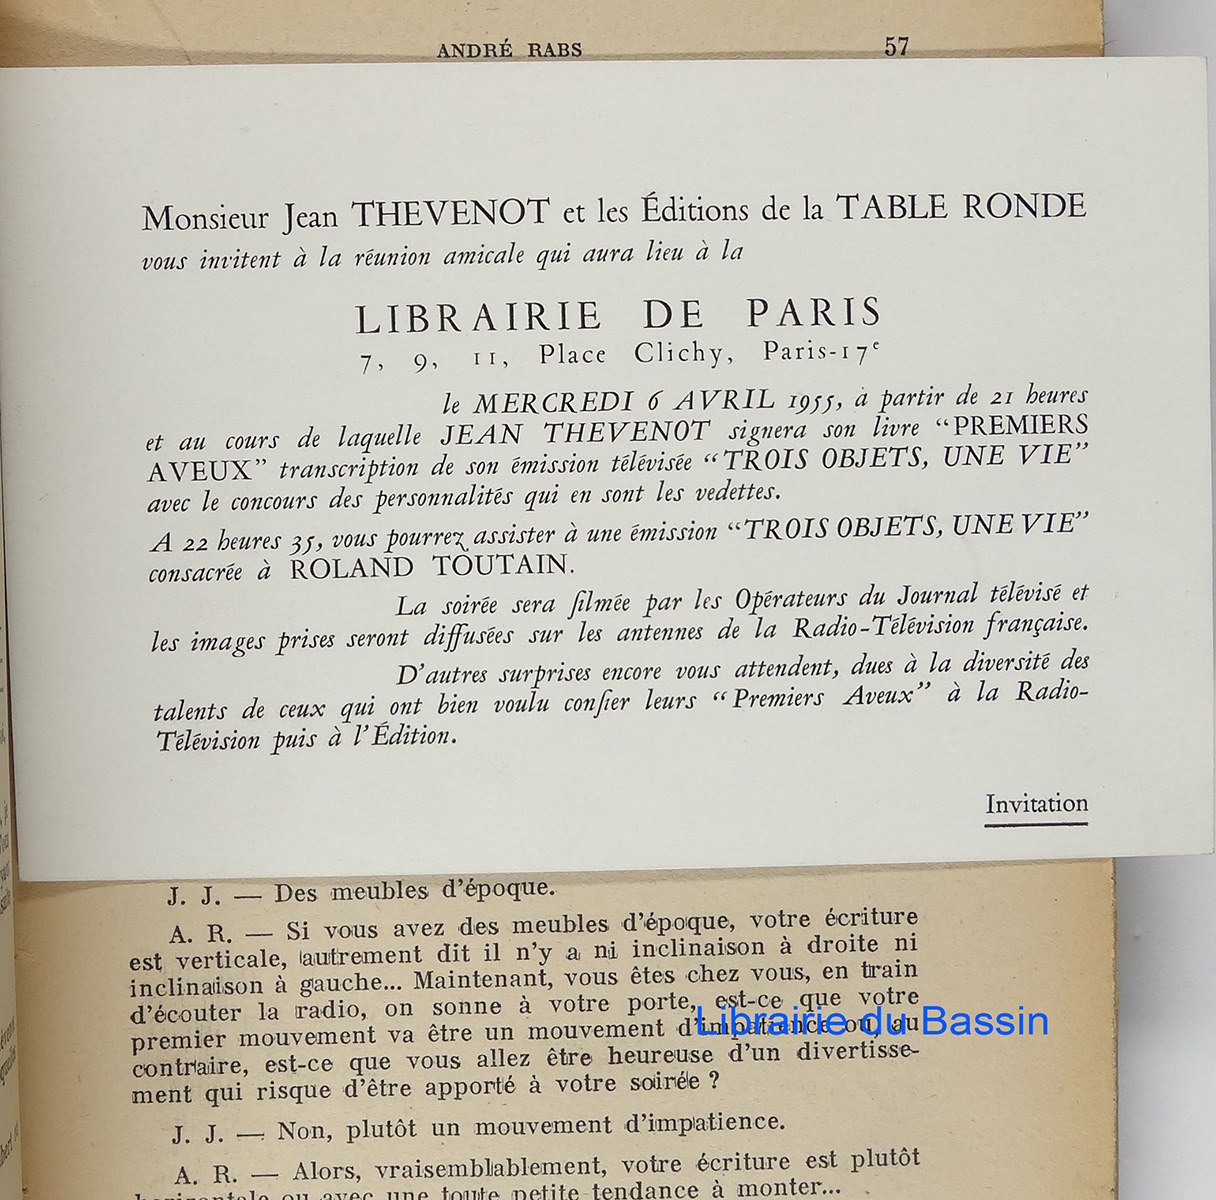 ANDRÉ RABS 57
Monsieur Jean THEVENOT et les Éditions de la TABLE RONDE
vous invitent à la réunion amicale qui aura lieu à la
LIBRAIRIE DE PARIS
7, 9, 11, Place Clichy, Paris-17e
le MERCREDI 6 AVRIL 1955, à partir de 21 heures
et au cours de laquelle JEAN THEVENOT signera son livre “PREMIERS
AVEUX” transcription de son émission télévisée “TROIS OBJETS, UNE VIE”
avec le concours des personnalités qui en sont les vedettes.
A 22 heures 35, vous pourrez assister à une émission “TROIS OBJETS, UNE VIE”
consacrée à ROLAND TOUTAIN.
La soirée sera filmée par les Opérateurs du Journal télévisé et
les images prises seront diffusées sur les antennes de la Radio-Télévision française.
D’autres surprises encore vous attendent, dues à la diversité des
talents de ceux qui ont bien voulu confier leurs “Premiers Aveux” à la Radio-
Télévision puis à l’Édition.
Invitation
J. J. — Des meubles d’époque.
A. R. — Si vous avez des meubles d’époque, votre écriture
est verticale, autrement dit il n’y a ni inclinaison à droite ni
inclinaison à gauche... Maintenant, vous êtes chez vous, en train
d’écouter la radio, on sonne à votre porte, est-ce que votre
premier mouvement va être un mouvement d’impatience ou au
contraire, est-ce que vous allez être heureuse d’un divertisse-
ment qui risque d’être apporté à votre soirée ?
J. J. — Non, plutôt un mouvement d’impatience.
A. R. — Alors, vraisemblablement, votre écriture est plutôt
horizontale ou avec une toute petite tendance à monter...
Librairie du Bassin